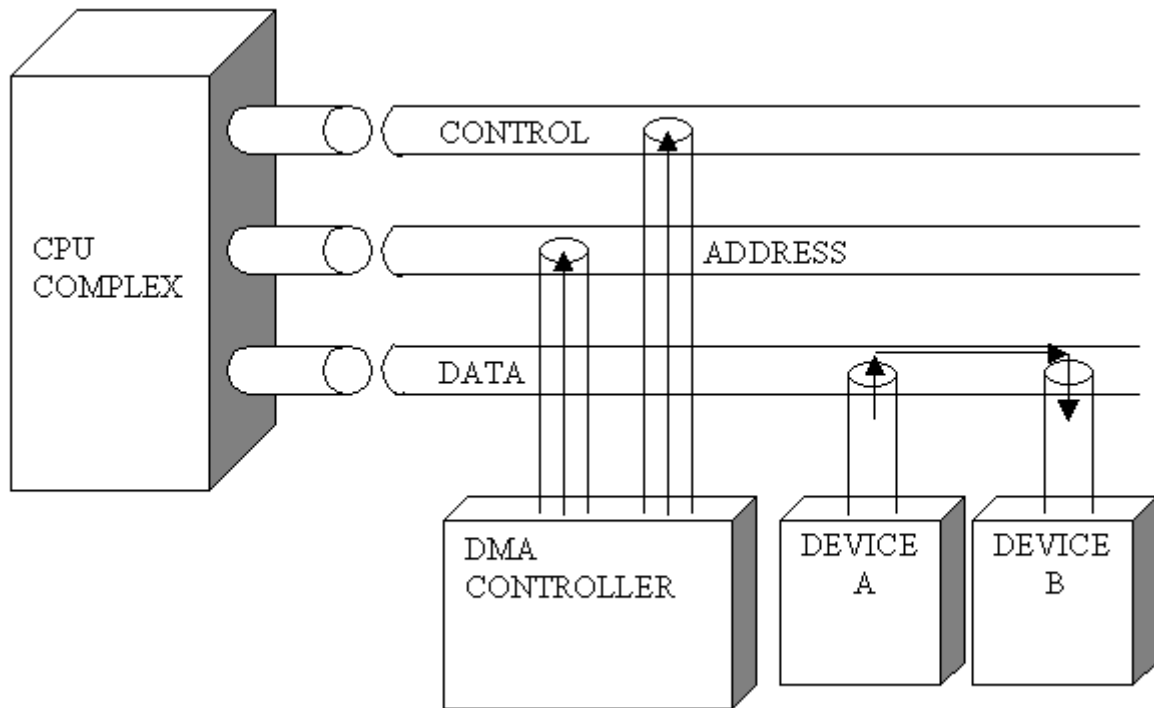 CONTROL
CPU
COMPLEX
ADDRESS
DATA
DMA
CONTROLLER
DEVICE
A
DEVICE
B